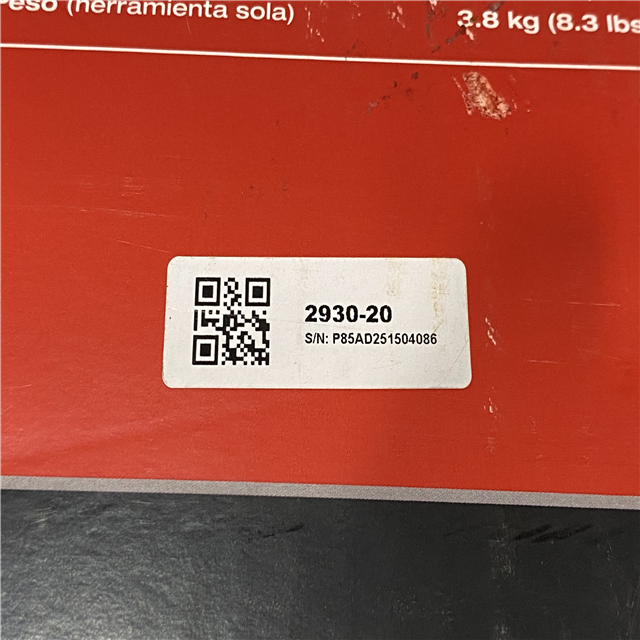 Peso (herramienta sola) 3.8 kg (8.3 lbs
2930-20
S/N: P85AD251504086